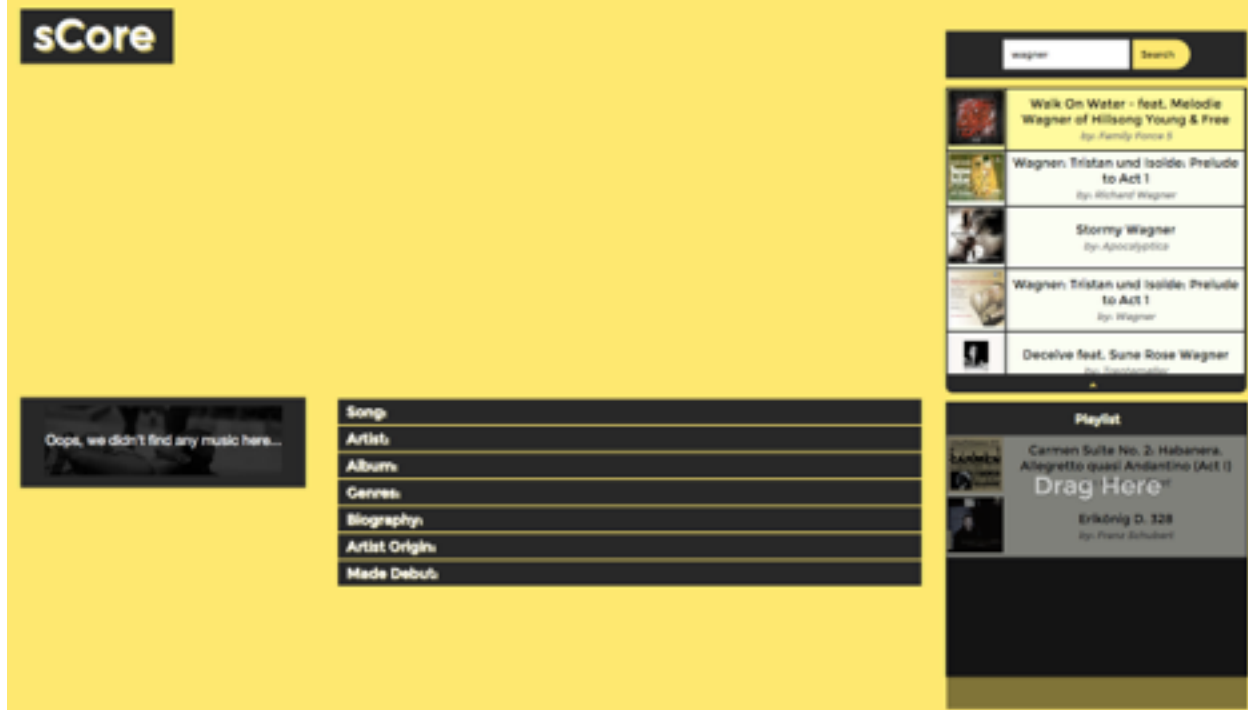 sCore
wagner
Search
Walk On Water - feat. Melodie
Wagner of Hillsong Young & Free
by: Family Force 5
Wagner: Tristan und Isolde: Prelude
to Act 1
by: Richard Wagner
Stormy Wagner
by: Apocalyptica
Wagner: Tristan und Isolde: Prelude
to Act 1
by: Wagner
Deceive feat. Sune Rose Wagner
by: Trentemøller
Oops, we didn't find any music here...
Song:
Artist:
Album:
Genres:
Biography:
Artist Origin:
Made Debut:
Playlist
Carmen Suite No. 2: Habanera.
Allegretto quasi Andantino (Act I)
Drag Here
Erlkönig D. 328
by: Franz Schubert